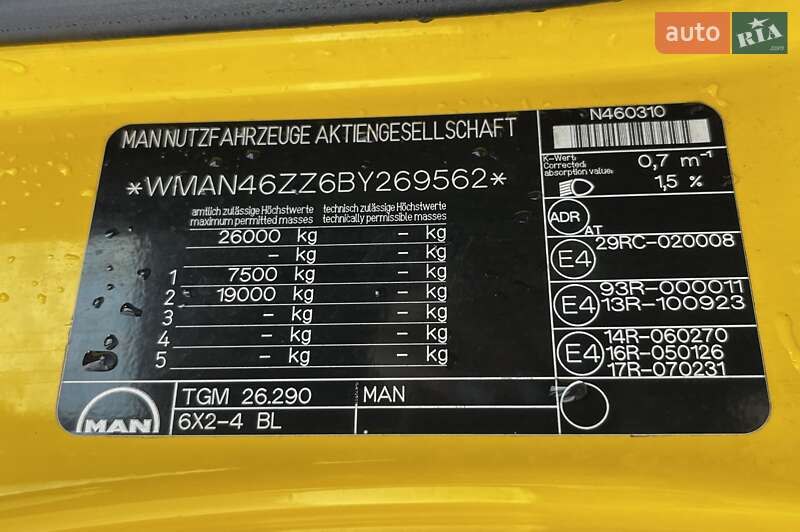 auto RIA .com
MAN NUTZFAHRZEUGE AKTIENGESELLSCHAFT
*WMAN46ZZ6BY269562*
amtlich zulässige Höchstwerte technisch zulässige Höchstwerte
maximum permitted masses technically permissible masses
26000 kg – kg
– kg – kg
1 7500 kg – kg
2 19000 kg – kg
3 – kg – kg
4 – kg – kg
5 – kg – kg
MAN
TGM 26.290 MAN
6X2-4 BL
N460310
K-Wert:
Corrected: 0,7 m⁻¹
absorption value:
1,5 %
ADR AT
E4 29RC-020008
E4 93R-000011
13R-100923
E4 14R-060270
16R-050126
17R-070231